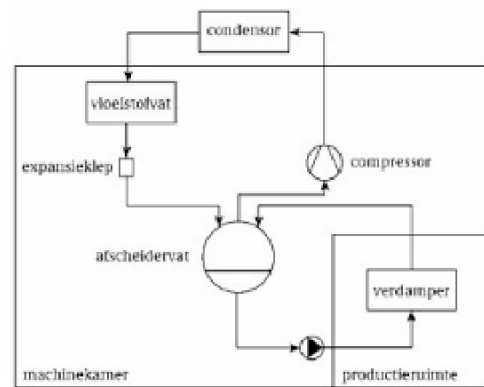 condensor
vloeistofvat
expansieklep
compressor
afscheidervat
verdamper
machinekamer
productieruimte